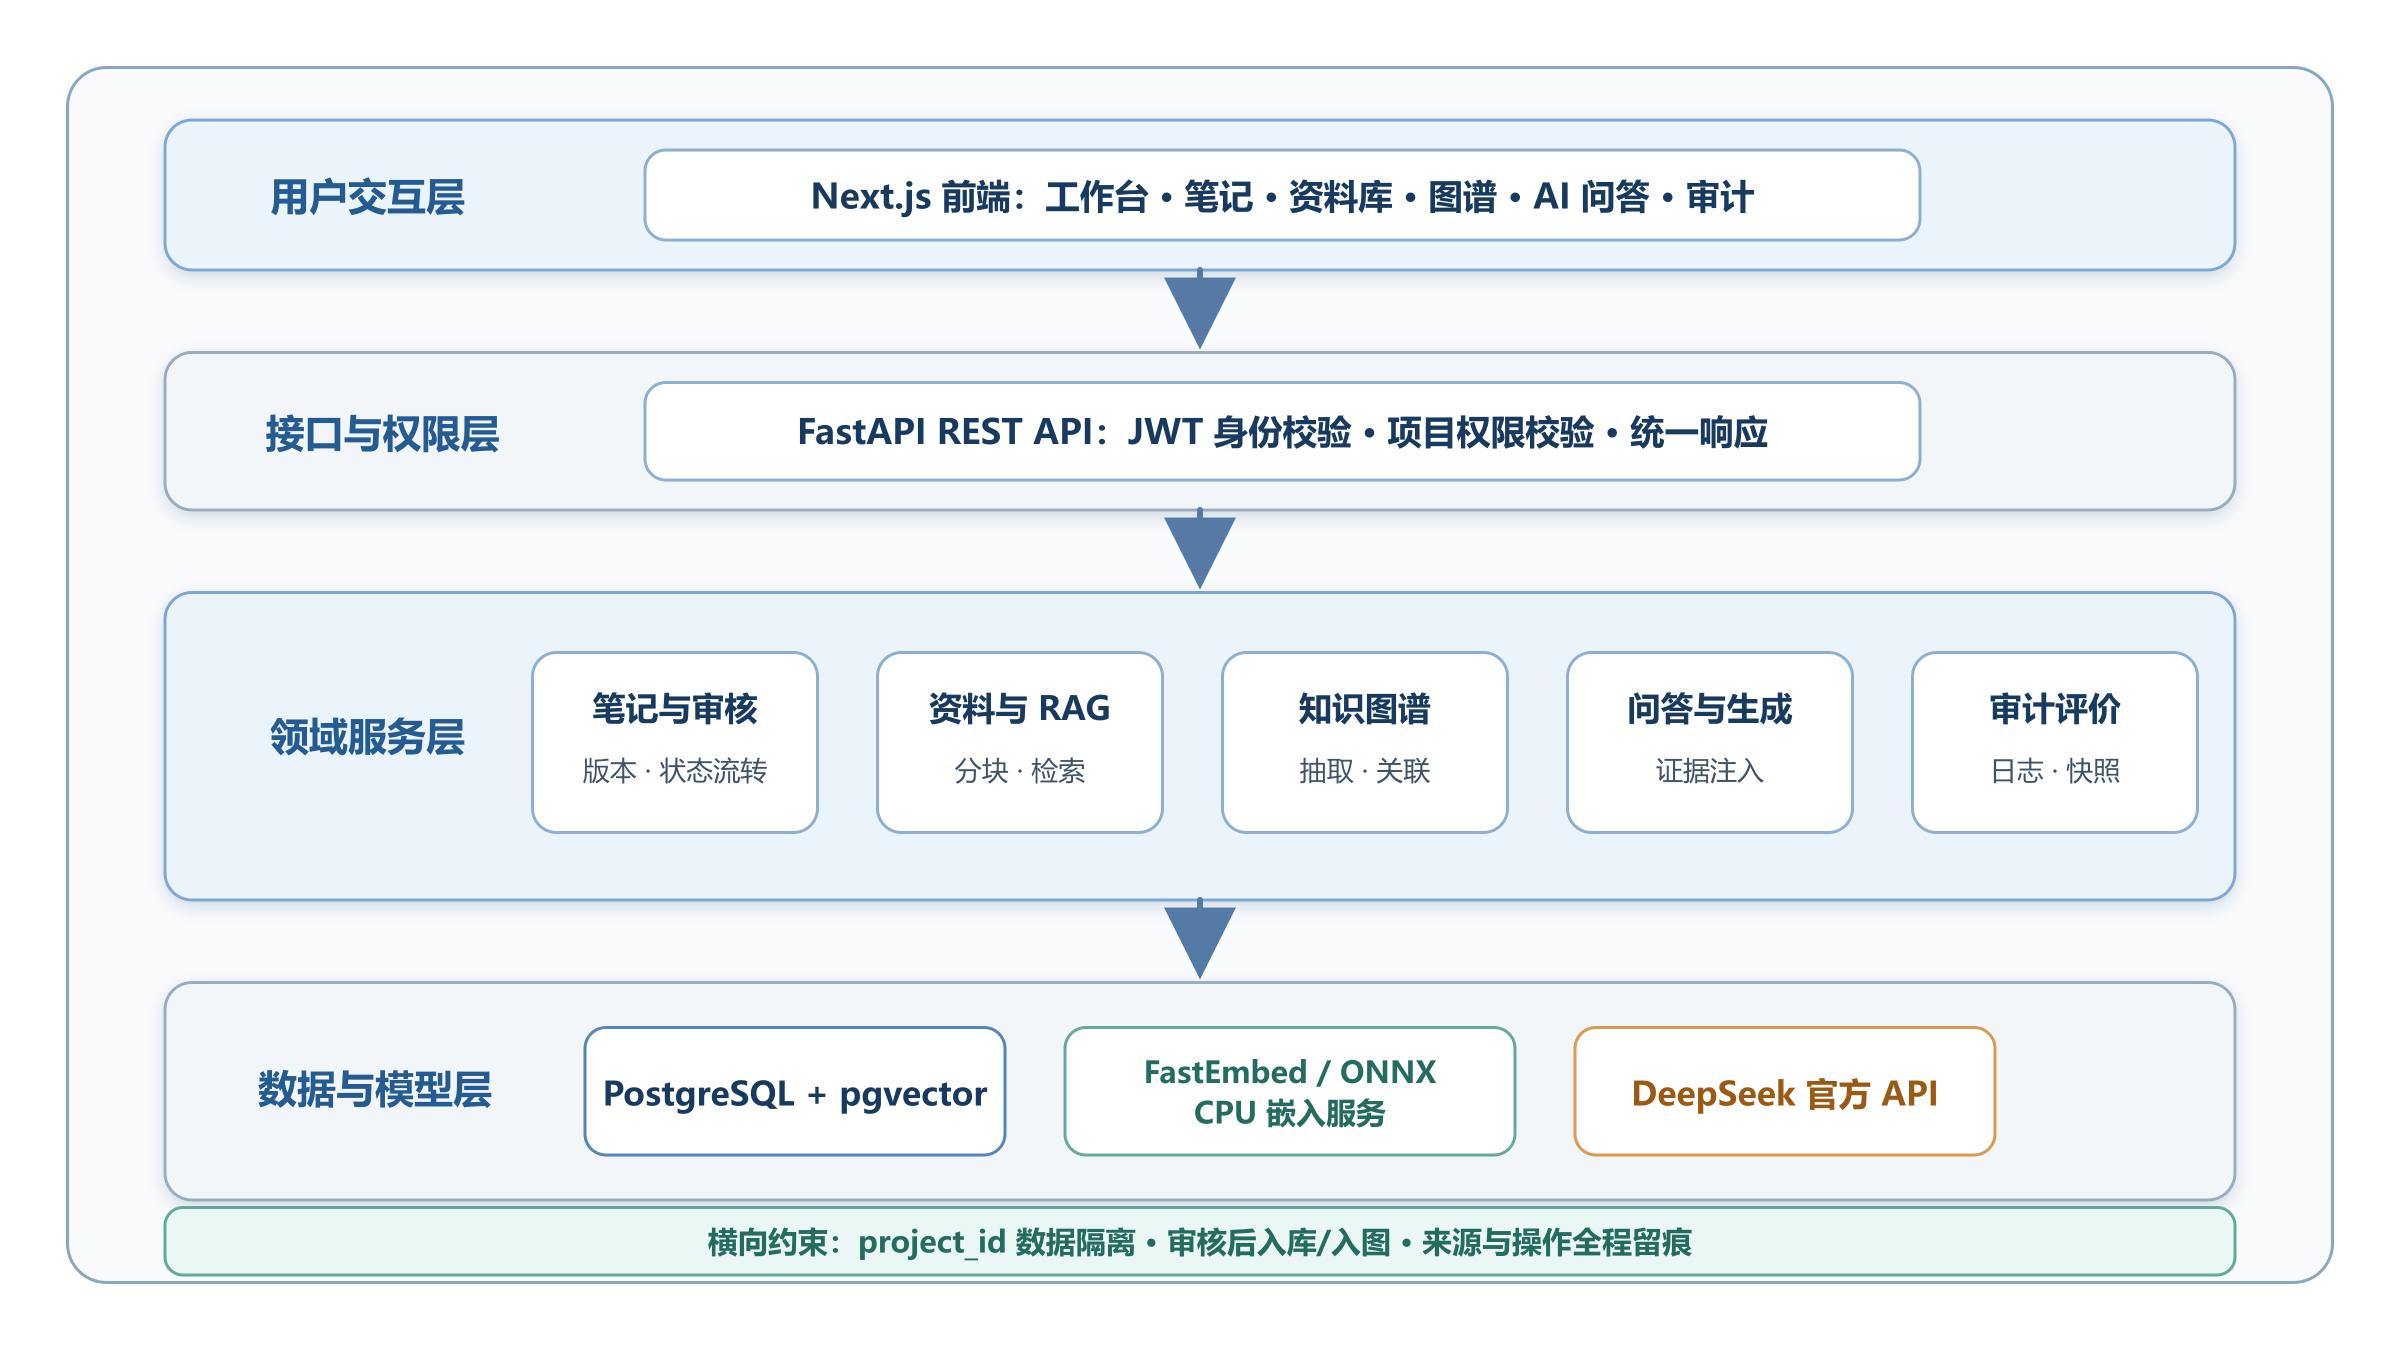 用户交互层
Next.js 前端：工作台 • 笔记 • 资料库 • 图谱 • AI 问答 • 审计
接口与权限层
FastAPI REST API：JWT 身份校验 • 项目权限校验 • 统一响应
领域服务层
笔记与审核
版本 · 状态流转
资料与 RAG
分块 · 检索
知识图谱
抽取 · 关联
问答与生成
证据注入
审计评价
日志 · 快照
数据与模型层
PostgreSQL + pgvector
FastEmbed / ONNX
CPU 嵌入服务
DeepSeek 官方 API
横向约束：project_id 数据隔离 • 审核后入库/入图 • 来源与操作全程留痕